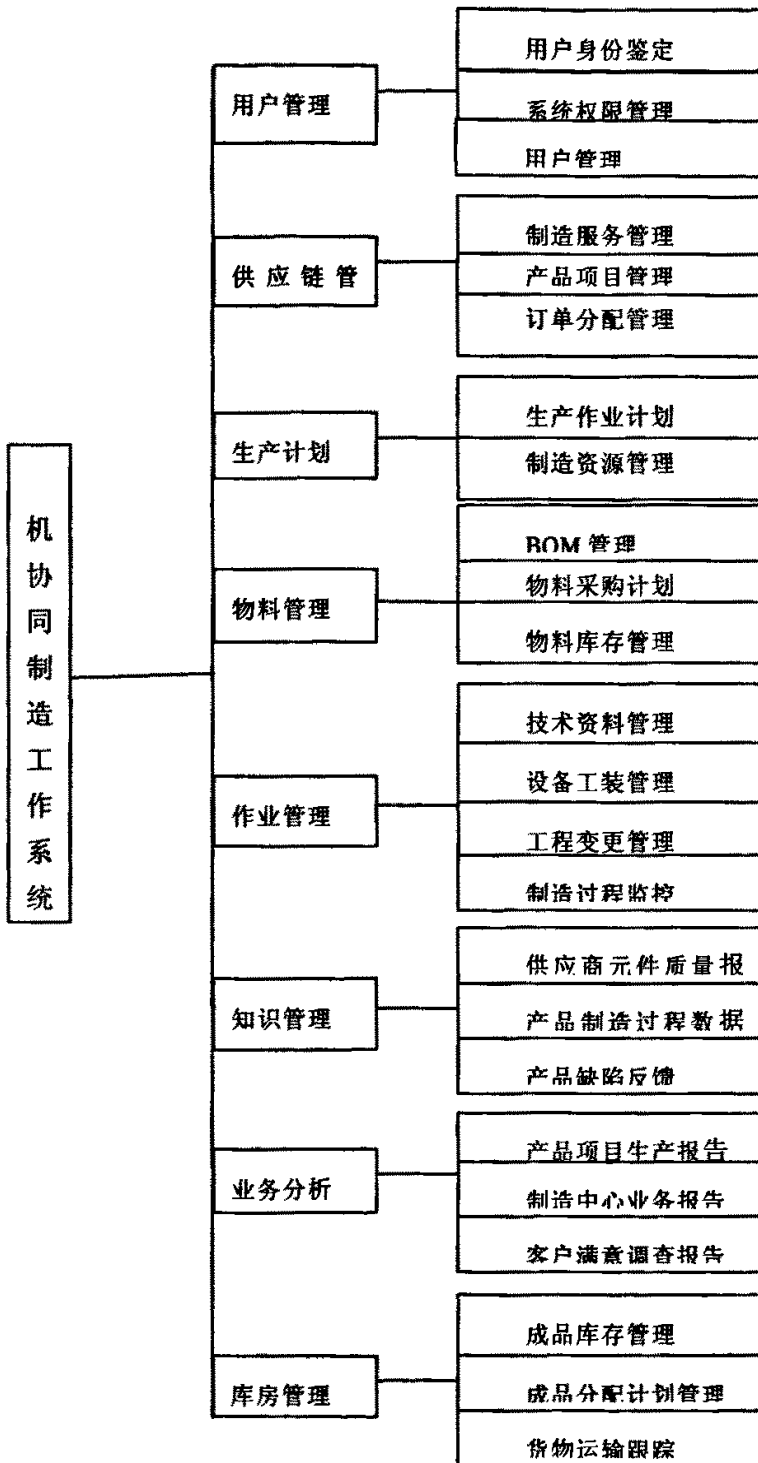 机协同制造工作系统
用户管理
用户身份鉴定
系统权限管理
用户管理
供应链管
制造服务管理
产品项目管理
订单分配管理
生产计划
生产作业计划
制造资源管理
物料管理
BOM 管理
物料采购计划
物料库存管理
作业管理
技术资料管理
设备工装管理
工程变更管理
制造过程监控
知识管理
供应商元件质量报
产品制造过程数据
产品缺陷反馈
业务分析
产品项目生产报告
制造中心业务报告
客户满意调查报告
库房管理
成品库存管理
成品分配计划管理
货物运输跟踪